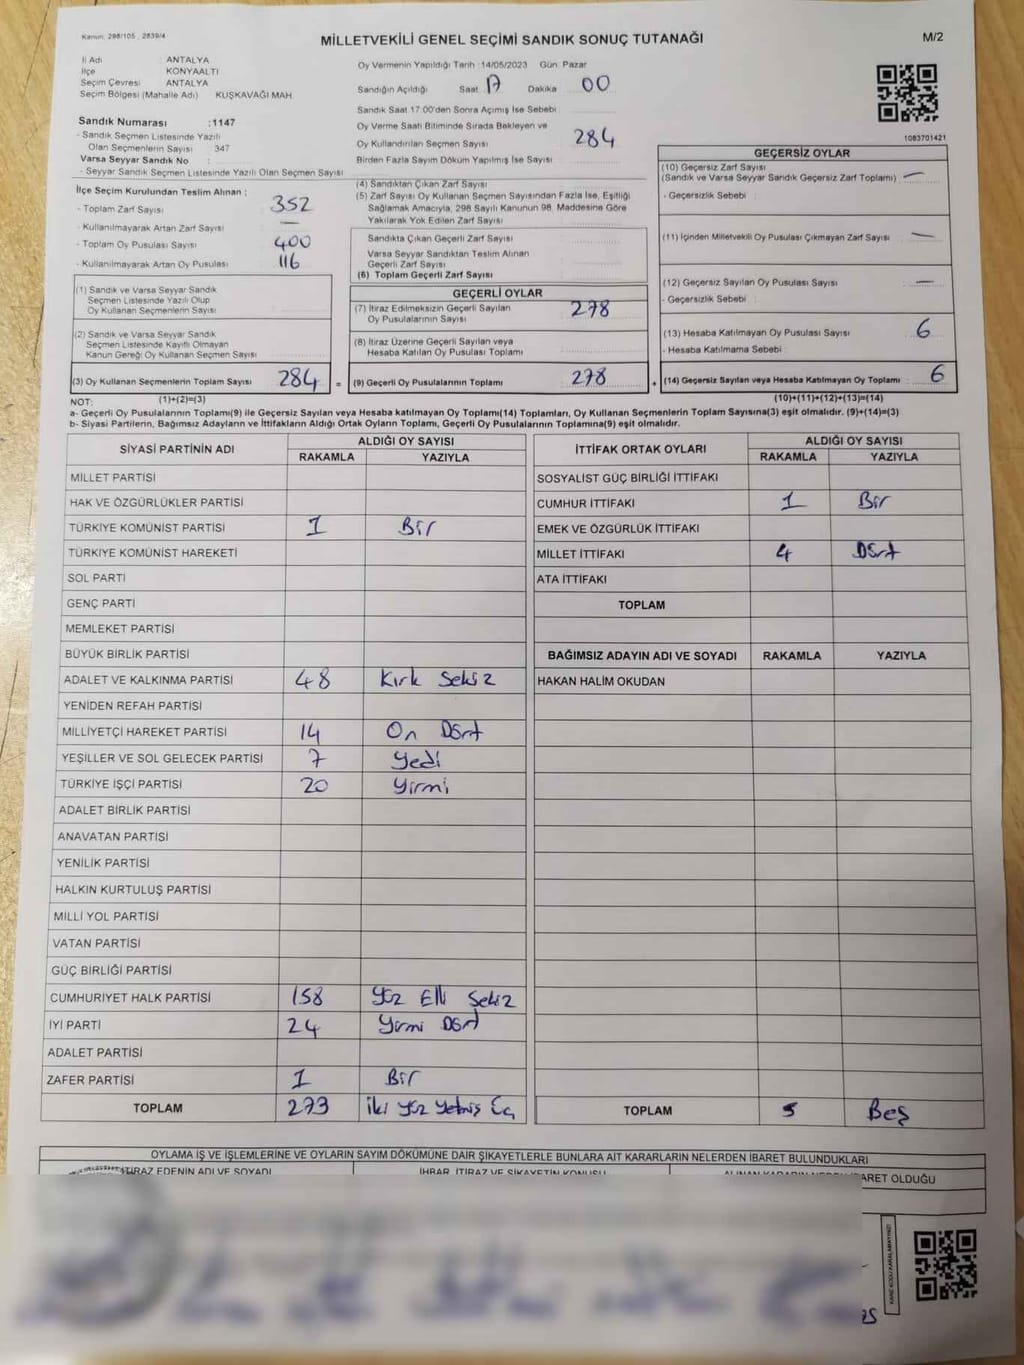 Kanun: 298/105 , 2839/4
MİLLETVEKİLİ GENEL SEÇİMİ SANDIK SONUÇ TUTANAĞI
M/2
İl Adı ANTALYA
İlçe KONYAALTI
Seçim Çevresi ANTALYA
Seçim Bölgesi (Mahalle Adı) KUŞKAVAĞI MAH.
Sandık Numarası :1147
- Sandık Seçmen Listesinde Yazılı
Olan Seçmenlerin Sayısı 347
Varsa Seyyar Sandık No :
- Seyyar Sandık Seçmen Listesinde Yazılı Olan Seçmen Sayısı
Oy Vermenin Yapıldığı Tarih :14/05/2023 Gün: Pazar
Sandığın Açıldığı Saat 17 Dakika 00
Sandık Saat 17.00'den Sonra Açılmış İse Sebebi
Oy Verme Saati Bitiminde Sırada Bekleyen ve
Oy Kullandırılan Seçmen Sayısı 284
Birden Fazla Sayım Döküm Yapılmış İse Sayısı
1083701421
İlçe Seçim Kurulundan Teslim Alınan ;
- Toplam Zarf Sayısı 352
- Kullanılmayarak Artan Zarf Sayısı —
- Toplam Oy Pusulası Sayısı 400
- Kullanılmayarak Artan Oy Pusulası 116
(1) Sandık ve Varsa Seyyar Sandık
Seçmen Listesinde Yazılı Olup
Oy Kullanan Seçmenlerin Sayısı
(2) Sandık ve Varsa Seyyar Sandık
Seçmen Listesinde Kayıtlı Olmayan
Kanun Gereği Oy Kullanan Seçmen Sayısı
(3) Oy Kullanan Seçmenlerin Toplam Sayısı 284 =
(4) Sandıktan Çıkan Zarf Sayısı
(5) Zarf Sayısı Oy Kullanan Seçmen Sayısından Fazla İse, Eşitliği
Sağlamak Amacıyla, 298 Sayılı Kanunun 98. Maddesine Göre
Yakılarak Yok Edilen Zarf Sayısı
Sandıkta Çıkan Geçerli Zarf Sayısı
Varsa Seyyar Sandıktan Teslim Alınan
Geçerli Zarf Sayısı
(6) Toplam Geçerli Zarf Sayısı
GEÇERLİ OYLAR
(7) İtiraz Edilmeksizin Geçerli Sayılan
Oy Pusulalarının Sayısı 278
(8) İtiraz Üzerine Geçerli Sayılan veya
Hesaba Katılan Oy Pusulası Toplamı
(9) Geçerli Oy Pusulalarının Toplamı 278 +
GEÇERSİZ OYLAR
(10) Geçersiz Zarf Sayısı
(Sandık ve Varsa Seyyar Sandık Geçersiz Zarf Toplamı) —
- Geçersizlik Sebebi :
(11) İçinden Milletvekili Oy Pusulası Çıkmayan Zarf Sayısı —
(12) Geçersiz Sayılan Oy Pusulası Sayısı —
- Geçersizlik Sebebi :
(13) Hesaba Katılmayan Oy Pusulası Sayısı 6
- Hesaba Katılmama Sebebi
(14) Geçersiz Sayılan veya Hesaba Katılmayan Oy Toplamı 6
NOT: (1)+(2)=(3) (10)+(11)+(12)+(13)=(14)
a- Geçerli Oy Pusulalarının Toplamı(9) ile Geçersiz Sayılan veya Hesaba katılmayan Oy Toplamı(14) Toplamları, Oy Kullanan Seçmenlerin Toplam Sayısına(3) eşit olmalıdır. (9)+(14)=(3)
b- Siyasi Partilerin, Bağımsız Adayların ve İttifakların Aldığı Ortak Oyların Toplamı, Geçerli Oy Pusulalarının Toplamına(9) eşit olmalıdır.
SİYASİ PARTİNİN ADI ALDIĞI OY SAYISI
RAKAMLA YAZIYLA
MİLLET PARTİSİ
HAK VE ÖZGÜRLÜKLER PARTİSİ
TÜRKİYE KOMÜNİST PARTİSİ 1 Bir
TÜRKİYE KOMÜNİST HAREKETİ
SOL PARTİ
GENÇ PARTİ
MEMLEKET PARTİSİ
BÜYÜK BİRLİK PARTİSİ
ADALET VE KALKINMA PARTİSİ 48 Kırk Sekiz
YENİDEN REFAH PARTİSİ
MİLLİYETÇİ HAREKET PARTİSİ 14 On Dört
YEŞİLLER VE SOL GELECEK PARTİSİ 7 Yedi
TÜRKİYE İŞÇİ PARTİSİ 20 Yirmi
ADALET BİRLİK PARTİSİ
ANAVATAN PARTİSİ
YENİLİK PARTİSİ
HALKIN KURTULUŞ PARTİSİ
MİLLİ YOL PARTİSİ
VATAN PARTİSİ
GÜÇ BİRLİĞİ PARTİSİ
CUMHURİYET HALK PARTİSİ 158 Yüz Elli Sekiz
İYİ PARTİ 24 Yirmi Dört
ADALET PARTİSİ
ZAFER PARTİSİ 1 Bir
TOPLAM 273 İki Yüz Yetmiş Üç
İTTİFAK ORTAK OYLARI ALDIĞI OY SAYISI
RAKAMLA YAZIYLA
SOSYALİST GÜÇ BİRLİĞİ İTTİFAKI
CUMHUR İTTİFAKI 1 Bir
EMEK VE ÖZGÜRLÜK İTTİFAKI
MİLLET İTTİFAKI 4 Dört
ATA İTTİFAKI
TOPLAM
BAĞIMSIZ ADAYIN ADI VE SOYADI RAKAMLA YAZIYLA
HAKAN HALİM OKUDAN
TOPLAM 5 Beş
OYLAMA İŞ VE İŞLEMLERİNE VE OYLARIN SAYIM DÖKÜMÜNE DAİR ŞİKAYETLERLE BUNLARA AİT KARARLARIN NELERDEN İBARET BULUNDUKLARI
İTİRAZ EDENİN ADI VE SOYADI İHBAR, İTİRAZ VE ŞİKAYETİN KONUSU
OLDUĞU